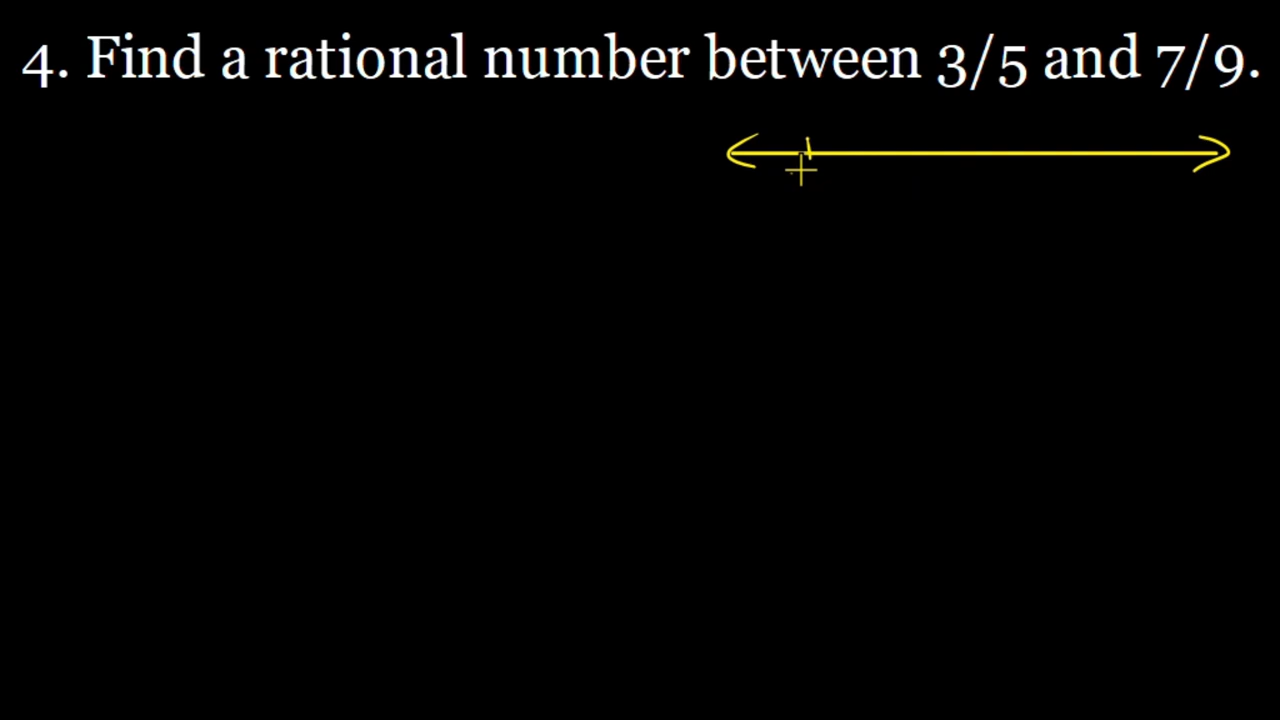 4. Find a rational number between 3/5 and 7/9.